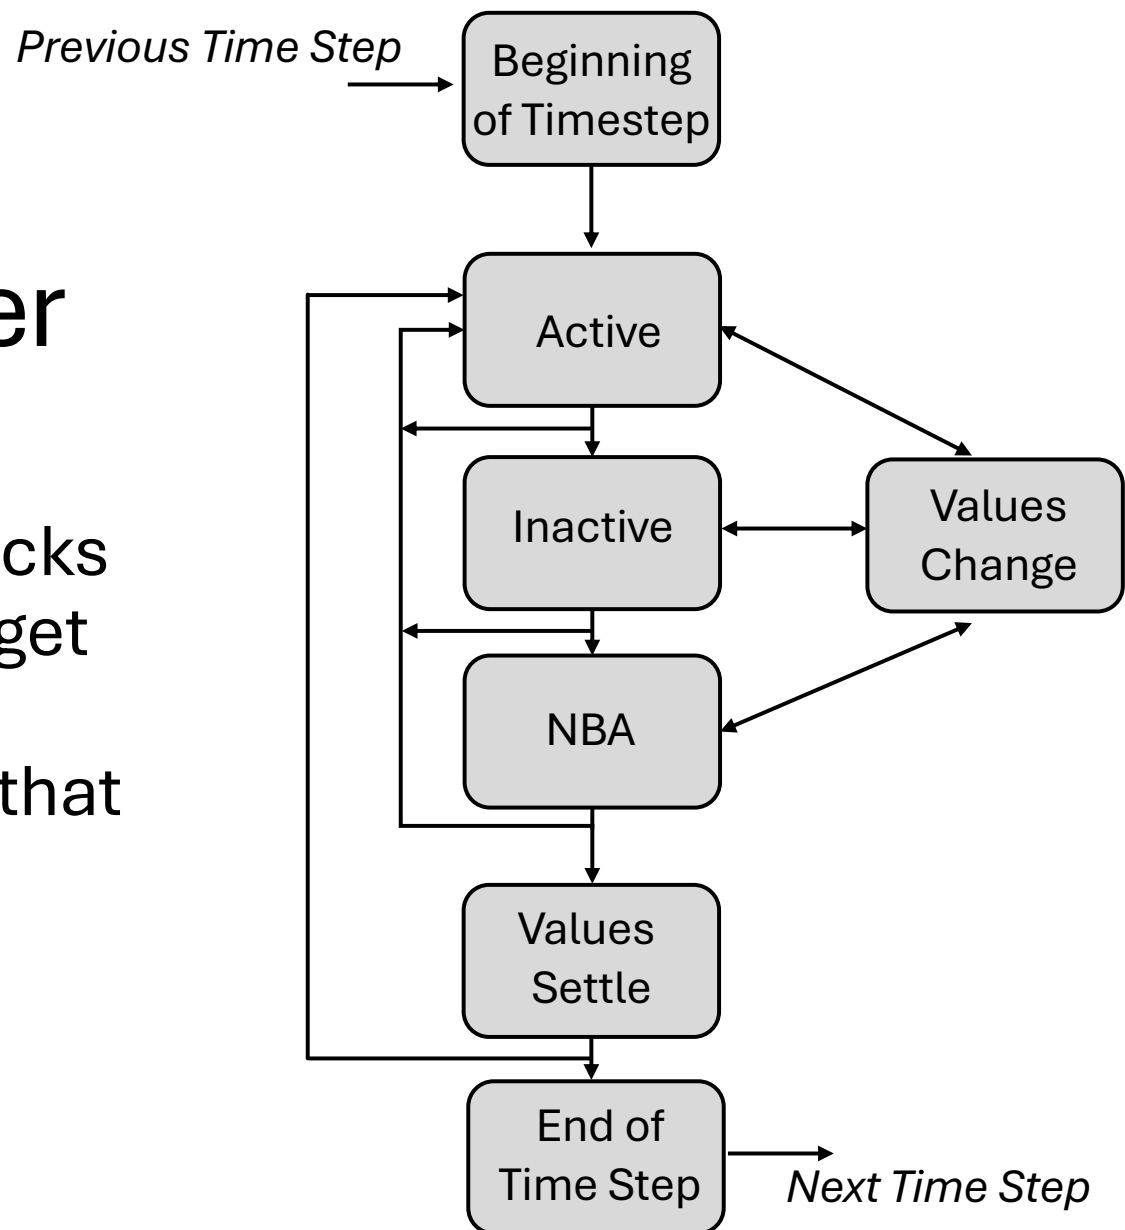 Previous Time Step
Beginning
of Timestep
er
Active
Values
Change
cks
Inactive
get
NBA
that
Values
Settle
End of
Time Step
Next Time Step